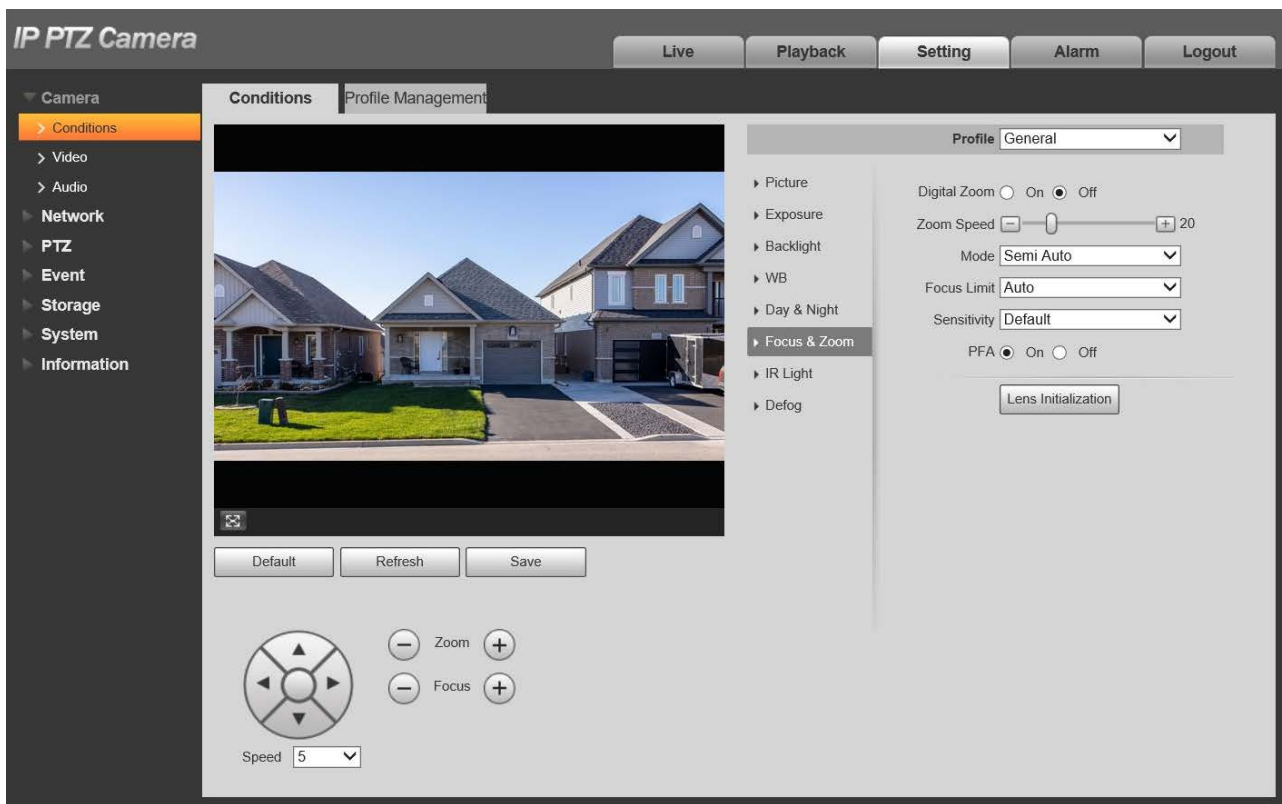 IP PTZ Camera
Live
Playback
Setting
Alarm
Logout
Camera
Conditions
Video
Audio
Network
PTZ
Event
Storage
System
Information
Conditions
Profile Management
Profile General
Picture
Exposure
Backlight
WB
Day & Night
Focus & Zoom
IR Light
Defog
Digital Zoom On Off
Zoom Speed 20
Mode Semi Auto
Focus Limit Auto
Sensitivity Default
PFA On Off
Lens Initialization
Default
Refresh
Save
Zoom
Focus
Speed 5